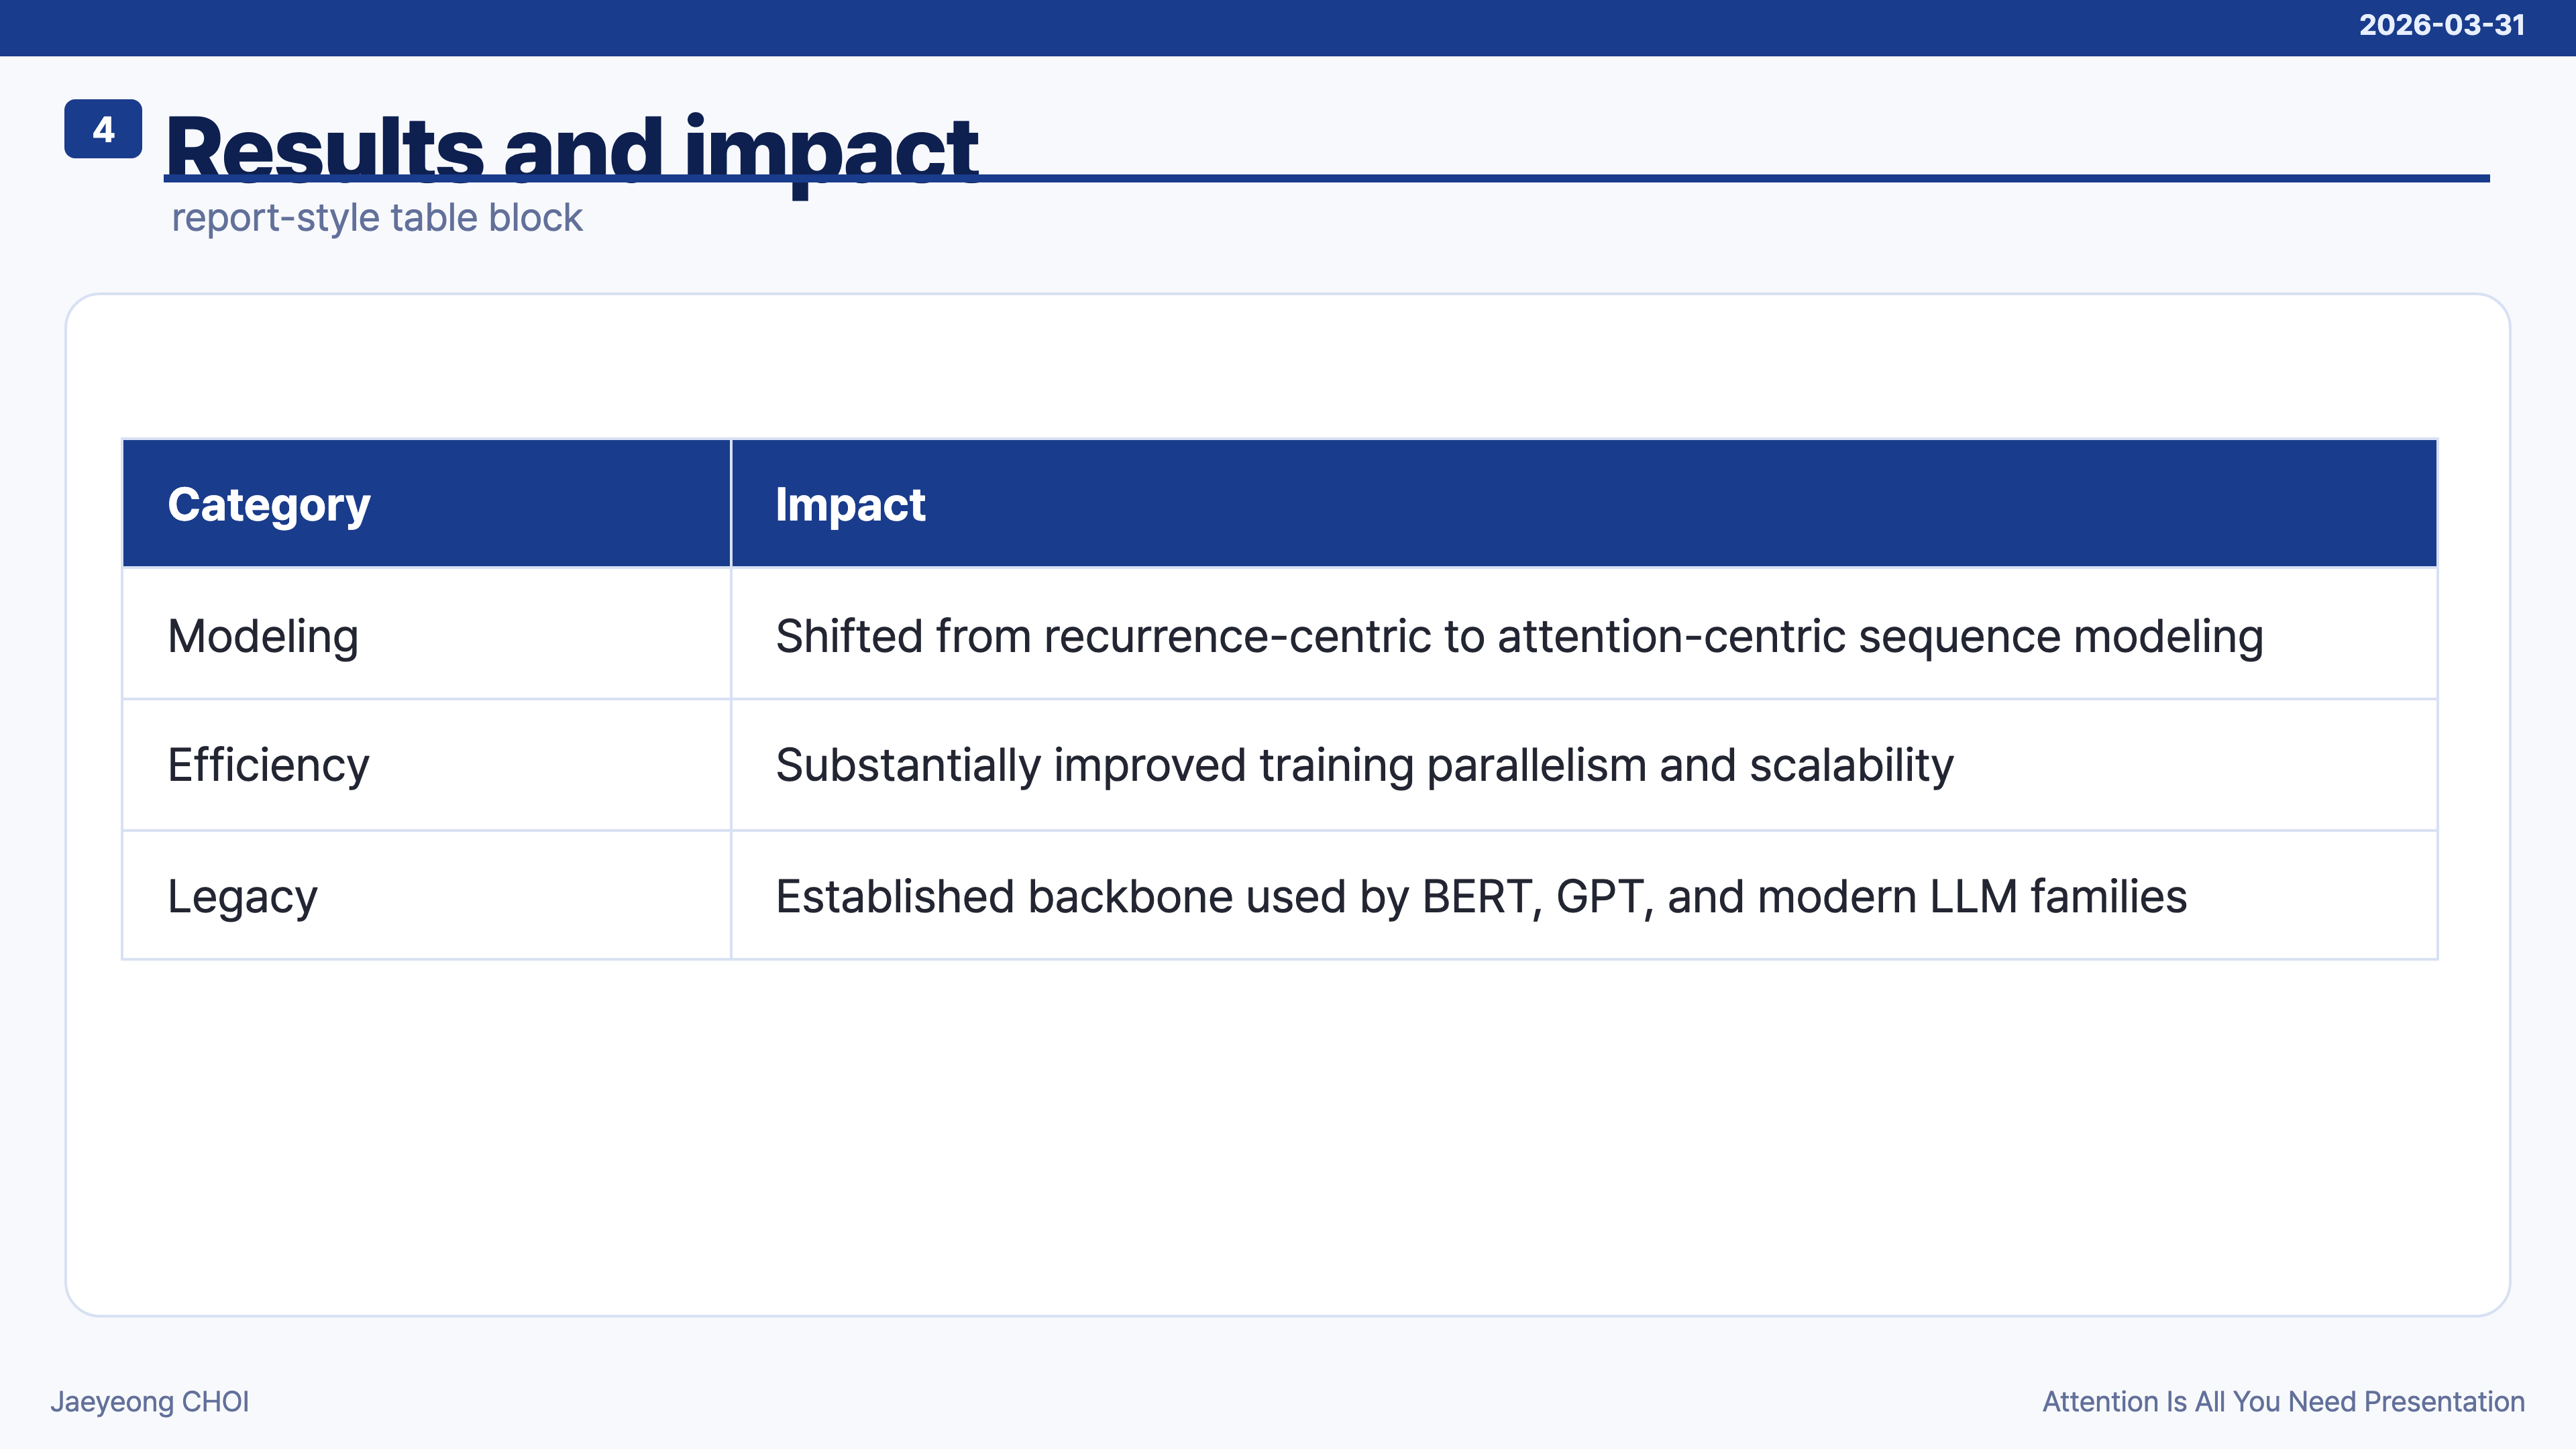 2026-03-31
4
Results and impact
report-style table block
Category Impact
Modeling Shifted from recurrence-centric to attention-centric sequence modeling
Efficiency Substantially improved training parallelism and scalability
Legacy Established backbone used by BERT, GPT, and modern LLM families
Jaeyeong CHOI
Attention Is All You Need Presentation